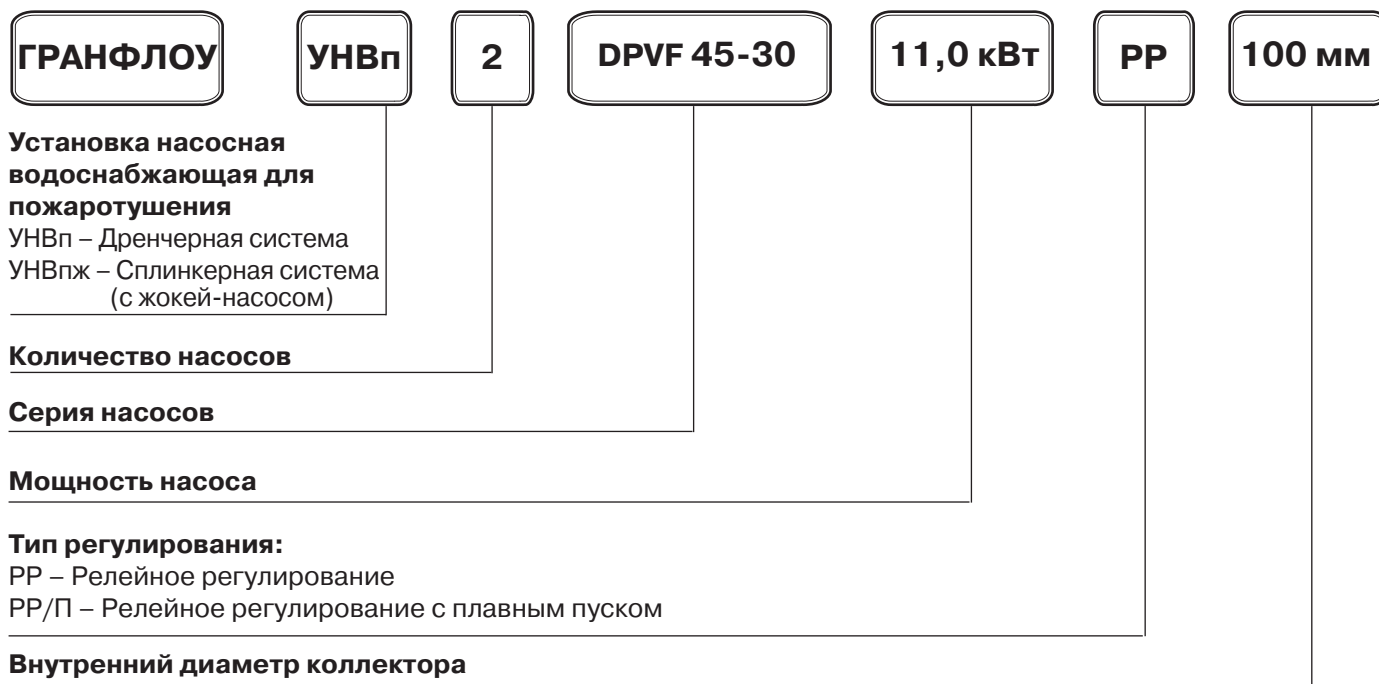 ГРАНФЛОУ УНВп 2 DPVF 45-30 11,0 кВт РР 100 мм
Установка насосная
водоснабжающая для
пожаротушения
УНВп – Дренчерная система
УНВпж – Сплинкерная система
(с жокей-насосом)
Количество насосов
Серия насосов
Мощность насоса
Тип регулирования:
РР – Релейное регулирование
РР/П – Релейное регулирование с плавным пуском
Внутренний диаметр коллектора